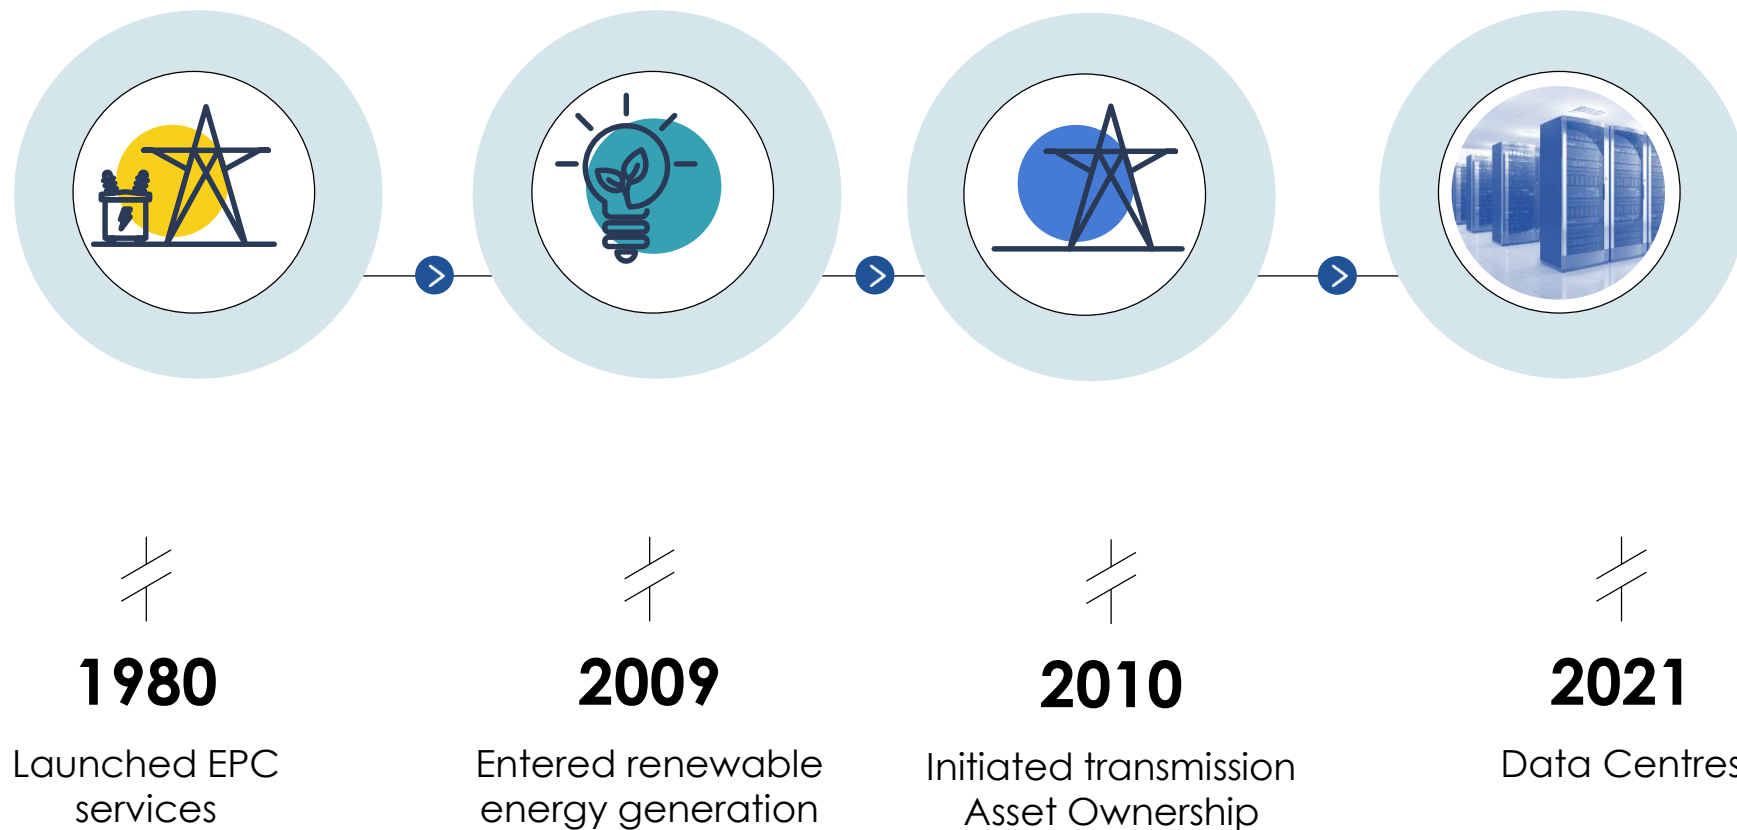 1980
Launched EPC
services
2009
Entered renewable
energy generation
2010
Initiated transmission
Asset Ownership
2021
Data Centres